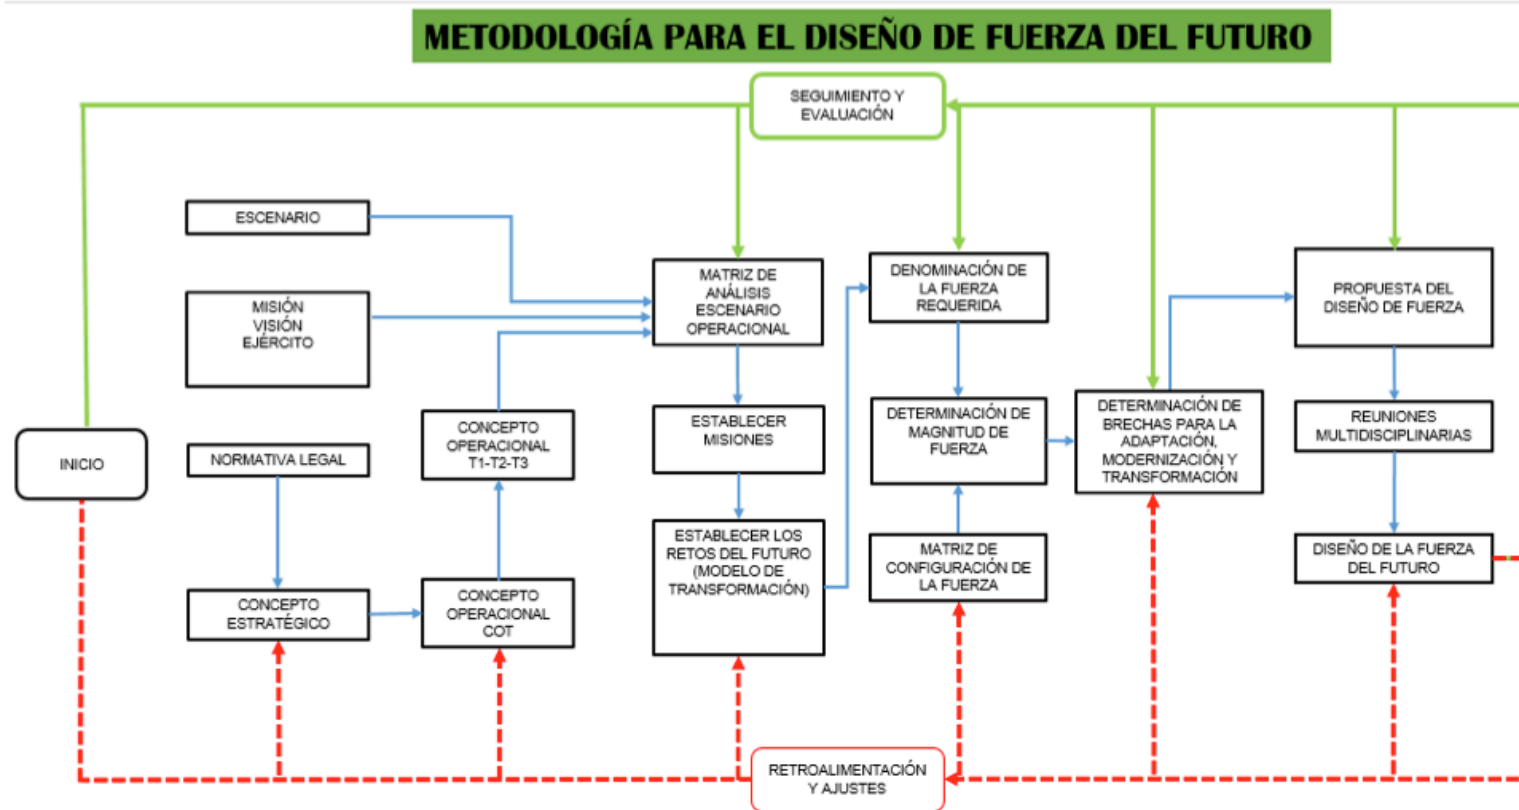 METODOLOGÍA PARA EL DISEÑO DE FUERZA DEL FUTURO
SEGUIMIENTO Y
EVALUACIÓN
ESCENARIO
MISIÓN
VISIÓN
EJÉRCITO
INICIO
NORMATIVA LEGAL
CONCEPTO
ESTRATÉGICO
CONCEPTO
OPERACIONAL
T1-T2-T3
CONCEPTO
OPERACIONAL
COT
MATRIZ DE
ANÁLISIS
ESCENARIO
OPERACIONAL
ESTABLECER
MISIONES
ESTABLECER LOS
RETOS DEL FUTURO
(MODELO DE
TRANSFORMACIÓN)
DENOMINACIÓN DE
LA FUERZA
REQUERIDA
DETERMINACIÓN DE
MAGNITUD DE
FUERZA
MATRIZ DE
CONFIGURACIÓN DE
LA FUERZA
DETERMINACIÓN DE
BRECHAS PARA LA
ADAPTACIÓN,
MODERNIZACIÓN Y
TRANSFORMACIÓN
PROPUESTA DEL
DISEÑO DE FUERZA
REUNIONES
MULTIDISCIPLINARIAS
DISEÑO DE LA FUERZA
DEL FUTURO
RETROALIMENTACIÓN
Y AJUSTES